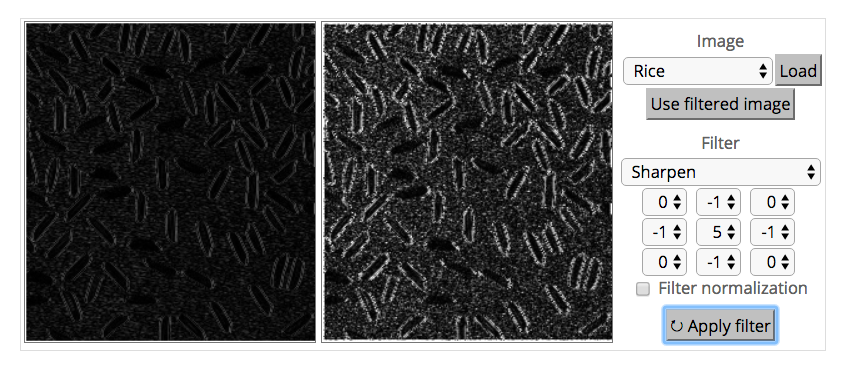 Image
Rice
Load
Use filtered image
Filter
Sharpen
0 -1 0
-1 5 -1
0 -1 0
Filter normalization
↻ Apply filter